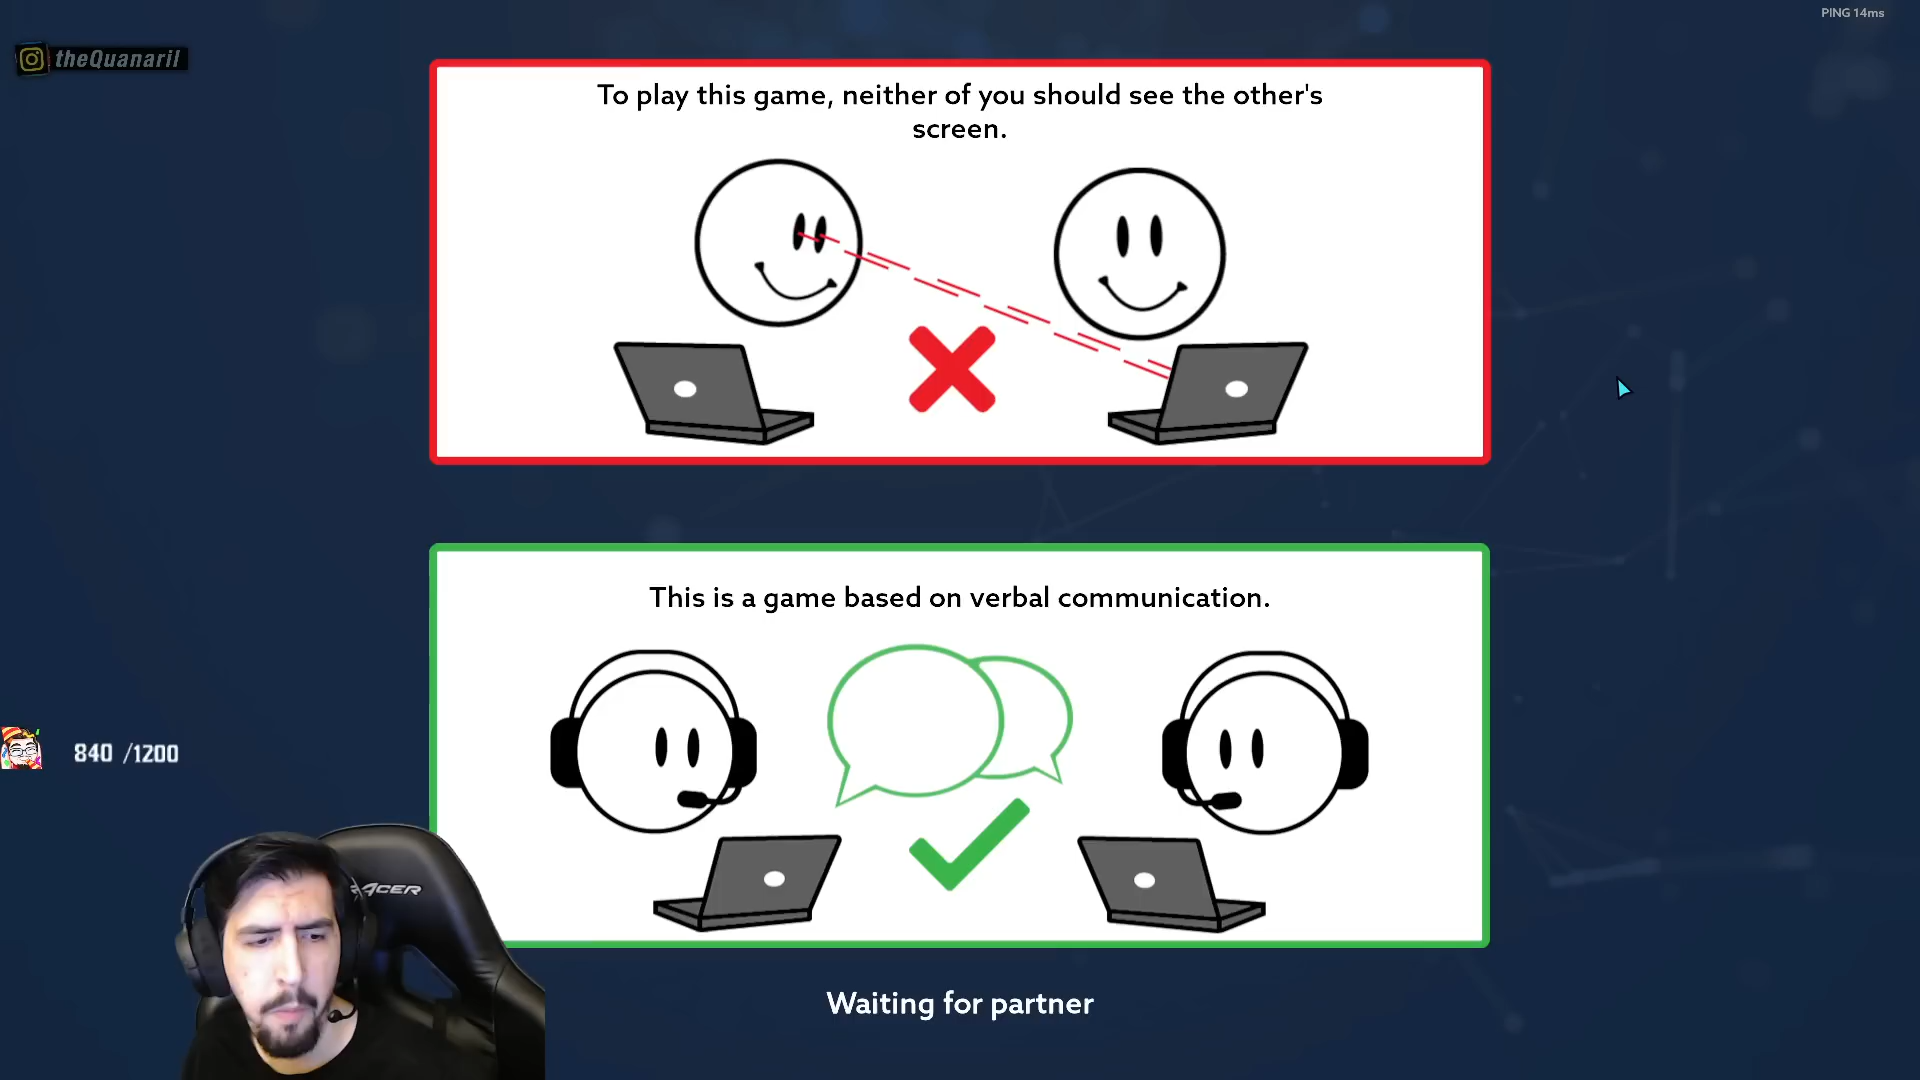 PING 14ms
theQuanaril
To play this game, neither of you should see the other's
screen.
This is a game based on verbal communication.
840 /1200
RACER
Waiting for partner